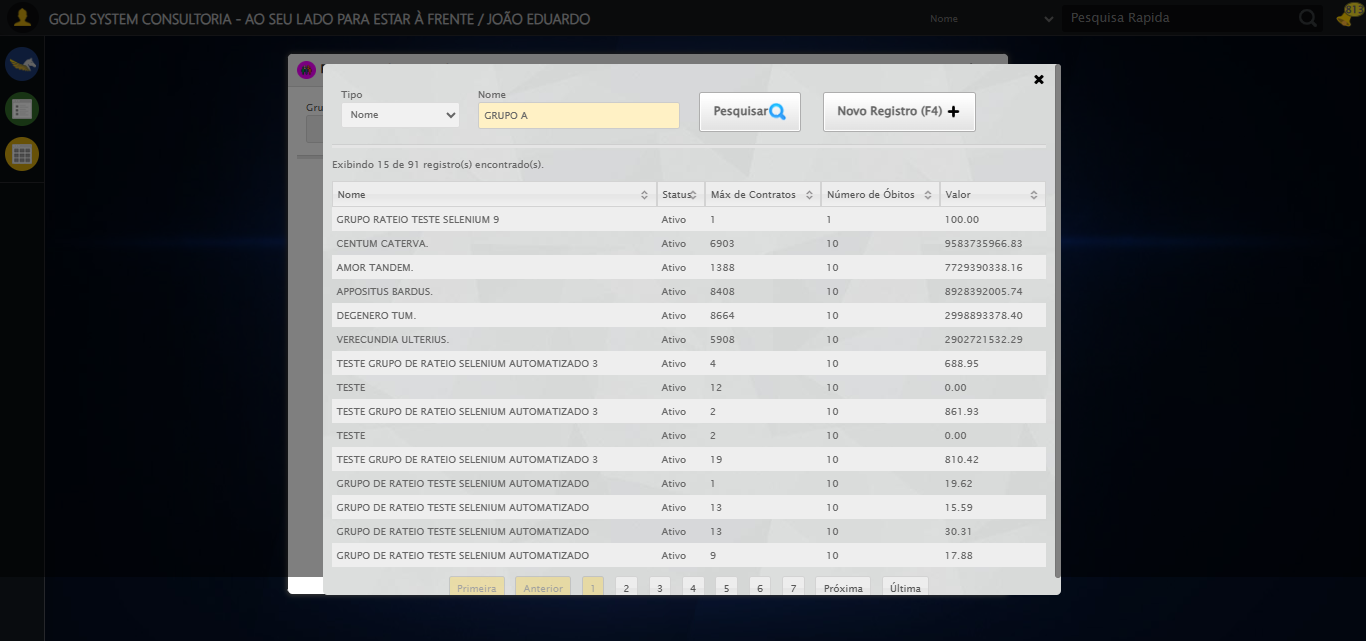 GOLD SYSTEM CONSULTORIA - AO SEU LADO PARA ESTAR À FRENTE / JOÃO EDUARDO
Nome
Pesquisa Rapida
813
Tipo
Nome
Nome
GRUPO A
Pesquisar
Novo Registro (F4)
Gru
Exibindo 15 de 91 registro(s) encontrado(s).
Nome Status Máx de Contratos Número de Óbitos Valor
GRUPO RATEIO TESTE SELENIUM 9 Ativo 1 1 100.00
CENTUM CATERVA. Ativo 6903 10 9583735966.83
AMOR TANDEM. Ativo 1388 10 7729390338.16
APPOSITUS BARDUS. Ativo 8408 10 8928392005.74
DEGENERO TUM. Ativo 8664 10 2998893378.40
VERECUNDIA ULTERIUS. Ativo 5908 10 2902721532.29
TESTE GRUPO DE RATEIO SELENIUM AUTOMATIZADO 3 Ativo 4 10 688.95
TESTE Ativo 12 10 0.00
TESTE GRUPO DE RATEIO SELENIUM AUTOMATIZADO 3 Ativo 2 10 861.93
TESTE Ativo 2 10 0.00
TESTE GRUPO DE RATEIO SELENIUM AUTOMATIZADO 3 Ativo 19 10 810.42
GRUPO DE RATEIO TESTE SELENIUM AUTOMATIZADO Ativo 1 10 19.62
GRUPO DE RATEIO TESTE SELENIUM AUTOMATIZADO Ativo 13 10 15.59
GRUPO DE RATEIO TESTE SELENIUM AUTOMATIZADO Ativo 13 10 30.31
GRUPO DE RATEIO TESTE SELENIUM AUTOMATIZADO Ativo 9 10 17.88
Primeira Anterior 1 2 3 4 5 6 7 Próxima Última